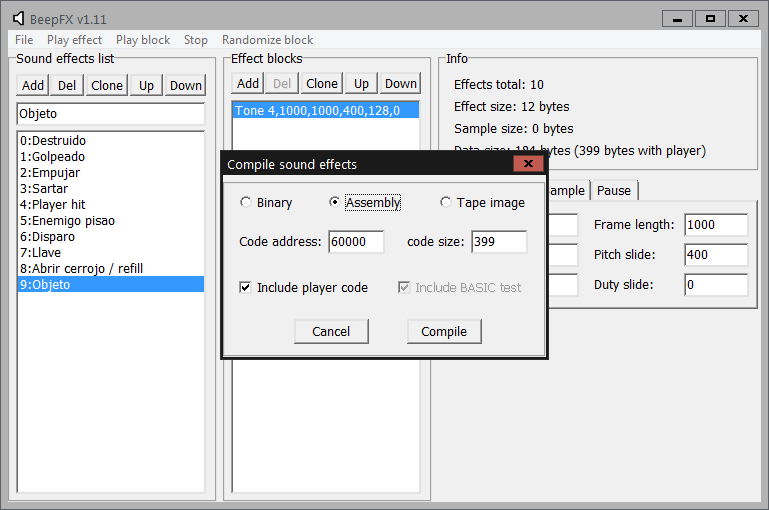 BeepFX v1.11
File Play effect Play block Stop Randomize block
Sound effects list
Add Del Clone Up Down
Objeto
0:Destruido
1:Golpeado
2:Empujar
3:Sartar
4:Player hit
5:Enemigo pisao
6:Disparo
7:Llave
8:Abrir cerrojo / refill
9:Objeto
Effect blocks
Add Del Clone Up Down
Tone 4,1000,1000,400,128,0
Info
Effects total: 10
Effect size: 12 bytes
Sample size: 0 bytes
Data size: 184 bytes (399 bytes with player)
ample Pause
Frame length: 1000
Pitch slide: 400
Duty slide: 0
Compile sound effects
Binary Assembly Tape image
Code address: 60000 code size: 399
Include player code Include BASIC test
Cancel Compile